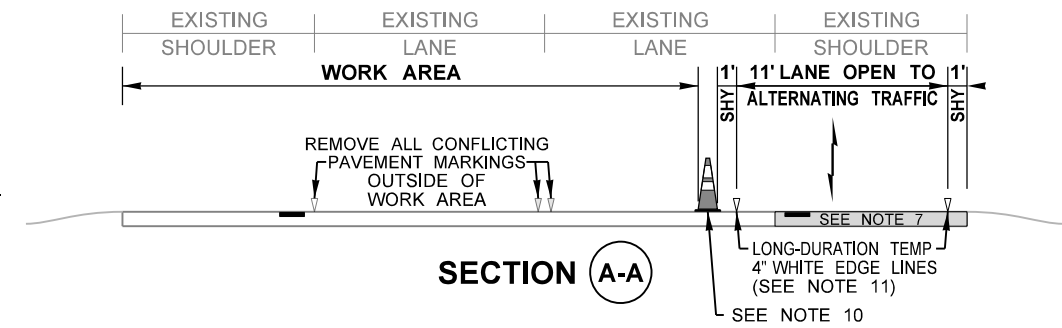 EXISTING EXISTING EXISTING EXISTING
SHOULDER LANE LANE SHOULDER
WORK AREA 1' 11' LANE OPEN TO 1'
SHY ALTERNATING TRAFFIC SHY
REMOVE ALL CONFLICTING
PAVEMENT MARKINGS
OUTSIDE OF
WORK AREA
SEE NOTE 7
LONG-DURATION TEMP
4" WHITE EDGE LINES
(SEE NOTE 11)
SECTION A-A
SEE NOTE 10